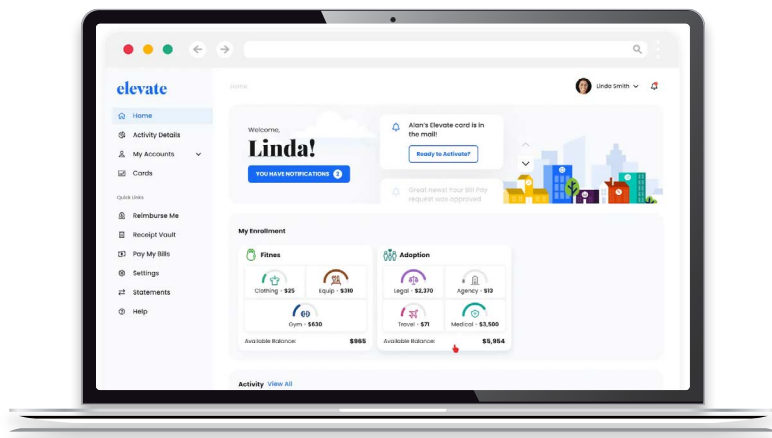 elevate
Home
Linda Smith
Home
Activity Details
My Accounts
Cards
Quick Links
Reimburse Me
Receipt Vault
Pay My Bills
Settings
Statements
Help
Welcome,
Linda!
YOU HAVE NOTIFICATIONS 3
Alan's Elevate card is in
the mail!
Ready to Activate?
Great news! Your Bill Pay
request was approved
My Enrollment
Fitnes
Clothing - $25
Equip - $310
Gym - $630
Available Balance: $965
Adoption
Legal - $2,370
Agency - $13
Travel - $71
Medical - $3,500
Available Balance: $5,954
Activity View All